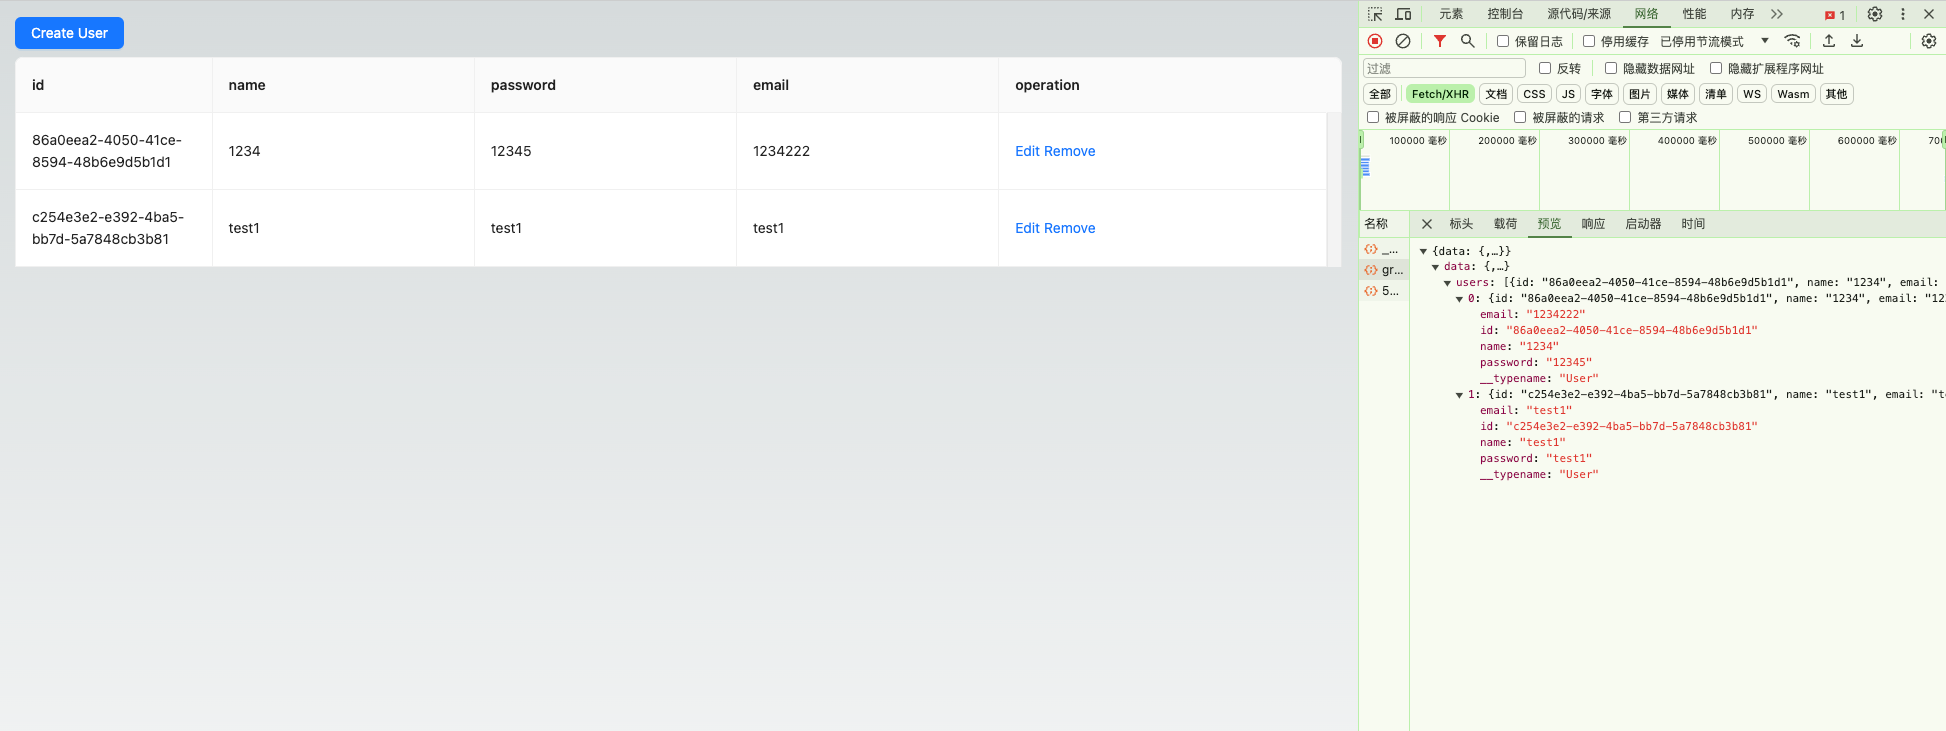 Create User
id name password email operation
86a0eea2-4050-41ce-
8594-48b6e9d5b1d1
1234 12345 1234222 Edit Remove
c254e3e2-e392-4ba5-
bb7d-5a7848cb3b81
test1 test1 test1 Edit Remove
元素 控制台 源代码/来源 网络 性能 内存 1
保留日志 停用缓存 已停用节流模式
过滤 反转 隐藏数据网址 隐藏扩展程序网址
全部 Fetch/XHR 文档 CSS JS 字体 图片 媒体 清单 WS Wasm 其他
被屏蔽的响应 Cookie 被屏蔽的请求 第三方请求
100000 毫秒 200000 毫秒 300000 毫秒 400000 毫秒 500000 毫秒 600000 毫秒 700
名称 标头 载荷 预览 响应 启动器 时间
_...
gr...
5...
{data: {,…}}
data: {,…}
users: [{id: "86a0eea2-4050-41ce-8594-48b6e9d5b1d1", name: "1234", email:
0: {id: "86a0eea2-4050-41ce-8594-48b6e9d5b1d1", name: "1234", email: "12
email: "1234222"
id: "86a0eea2-4050-41ce-8594-48b6e9d5b1d1"
name: "1234"
password: "12345"
__typename: "User"
1: {id: "c254e3e2-e392-4ba5-bb7d-5a7848cb3b81", name: "test1", email: "t
email: "test1"
id: "c254e3e2-e392-4ba5-bb7d-5a7848cb3b81"
name: "test1"
password: "test1"
__typename: "User"